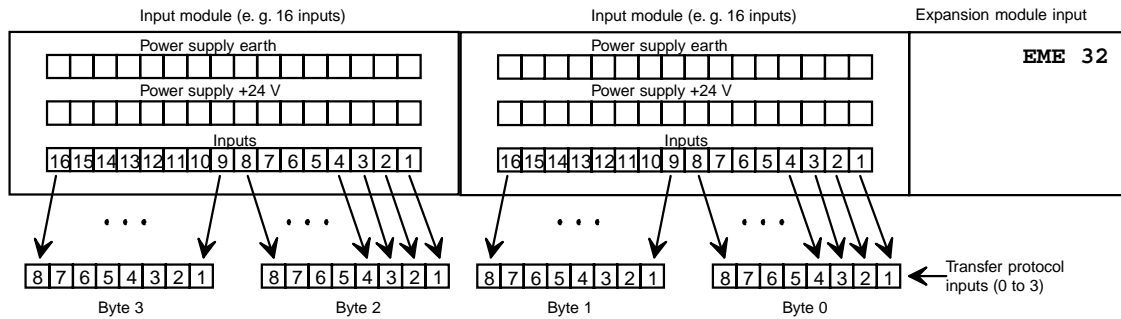 Input module (e. g. 16 inputs) Input module (e. g. 16 inputs) Expansion module input
Power supply earth Power supply earth EME 32
Power supply +24 V Power supply +24 V
Inputs Inputs
16 15 14 13 12 11 10 9 8 7 6 5 4 3 2 1 16 15 14 13 12 11 10 9 8 7 6 5 4 3 2 1
8 7 6 5 4 3 2 1 8 7 6 5 4 3 2 1 8 7 6 5 4 3 2 1 8 7 6 5 4 3 2 1 Transfer protocol
inputs (0 to 3)
Byte 3 Byte 2 Byte 1 Byte 0